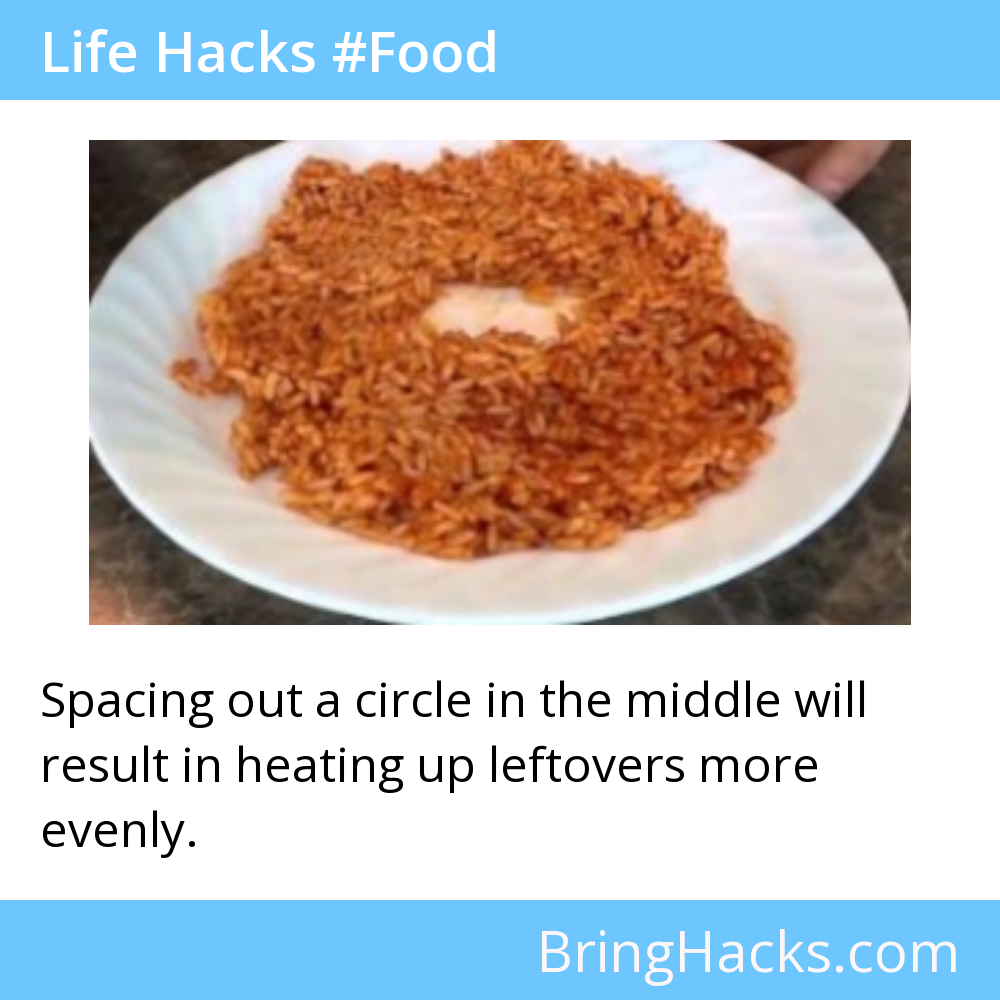 Life Hacks #Food
Spacing out a circle in the middle will
result in heating up leftovers more
evenly.
BringHacks.com